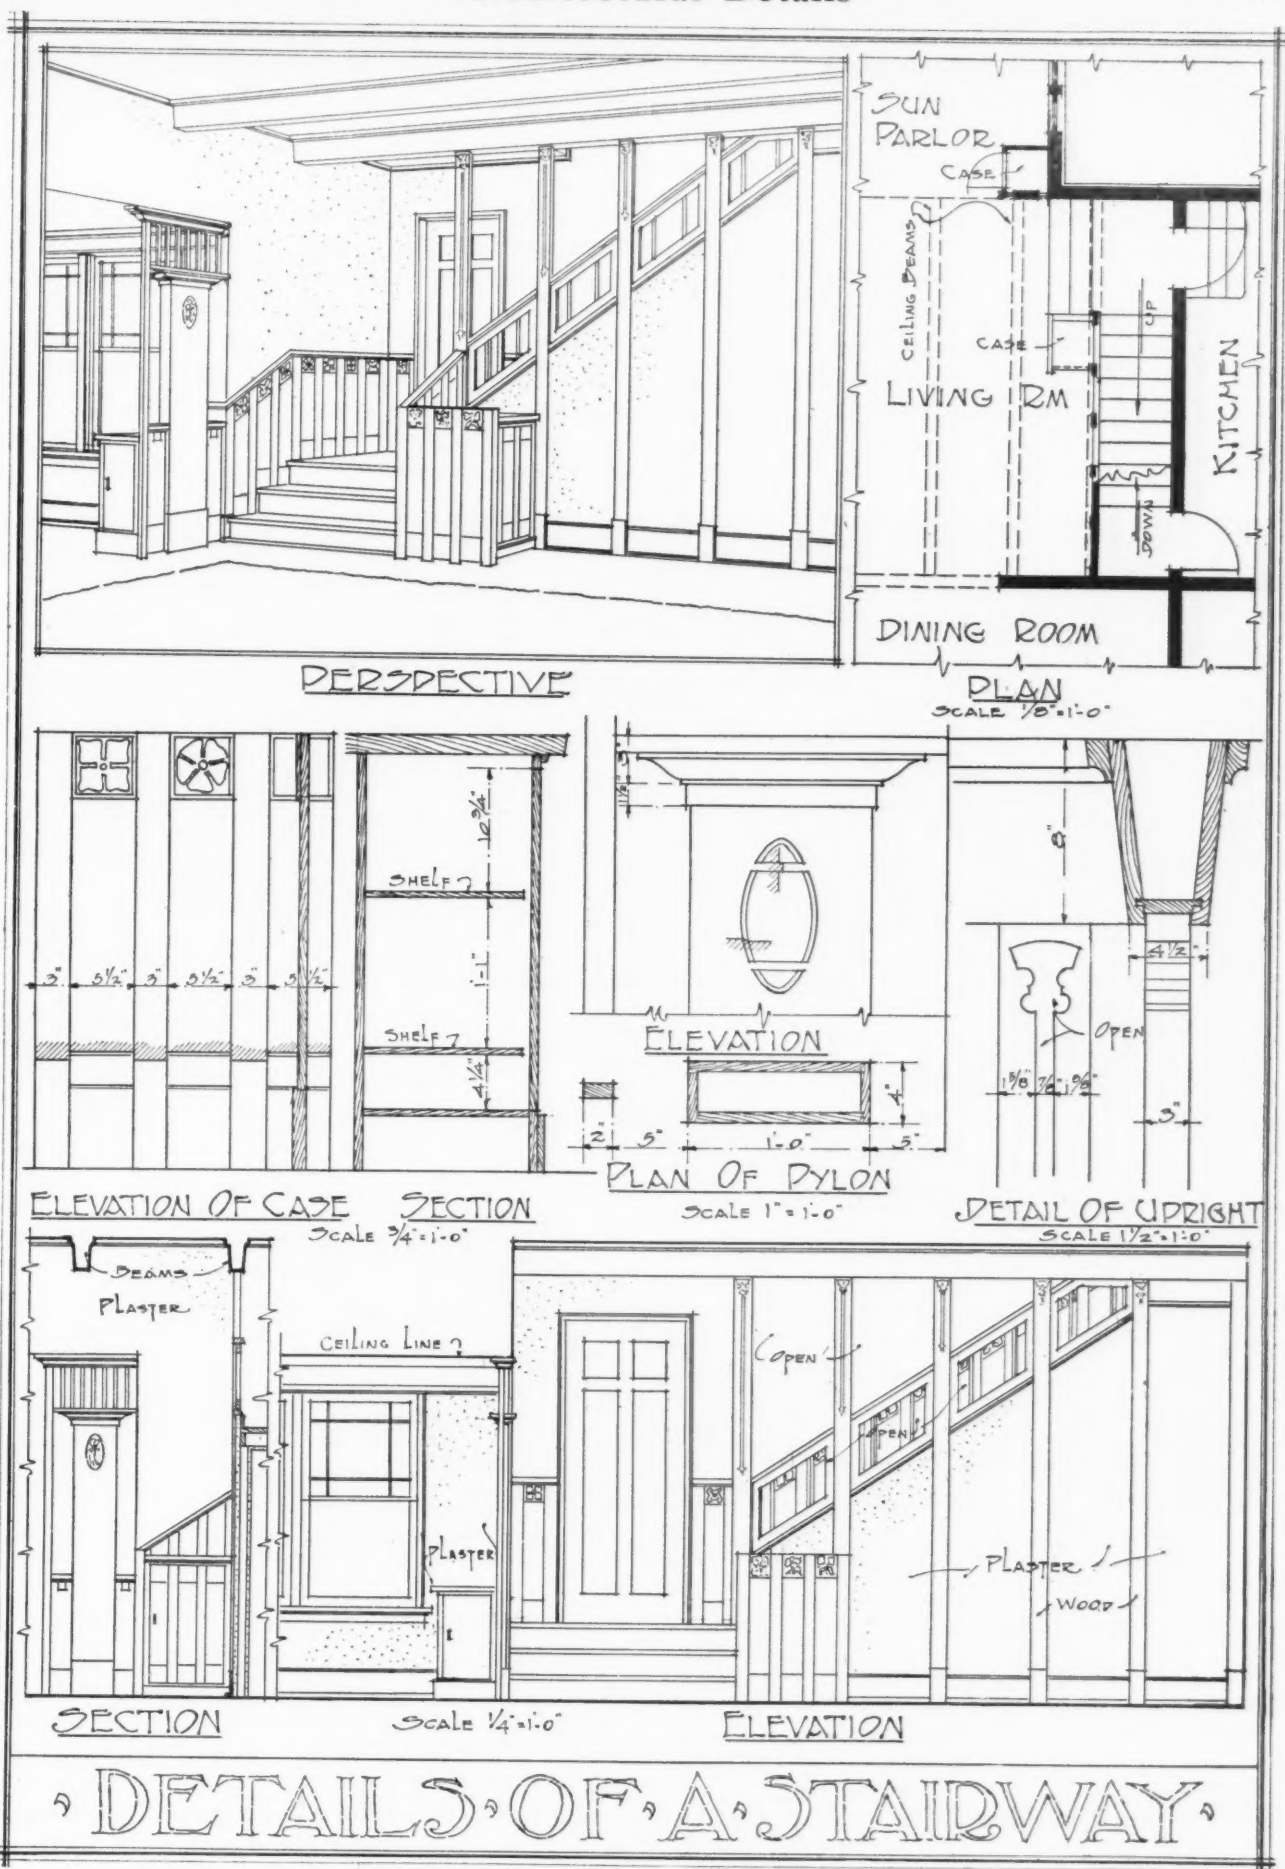 SUN
PARLOR
CASE
CEILING BEAMS
UP
CASE
LIVING RM
KITCHEN
DOWN
DINING ROOM
PERSPECTIVE
PLAN
SCALE 1/8"=1'-0"
10 3/4"
SHELF
1'-1"
SHELF
4 1/4"
3" 5 1/2" 3" 5 1/2" 3" 5 1/2"
1 1/2"
ELEVATION
4"
2" 5" 1'-0" 5"
8"
4 1/2"
OPEN
1 5/8" 7/8" 1 5/8"
3"
ELEVATION OF CASE SECTION
SCALE 3/4"=1'-0"
PLAN OF PYLON
SCALE 1"=1'-0"
DETAIL OF UPRIGHT
SCALE 1 1/2"=1'-0"
BEAMS
PLASTER
CEILING LINE
OPEN
OPEN
PLASTER
PLASTER
WOOD
SECTION
SCALE 1/4"=1'-0"
ELEVATION
DETAILS·OF·A·STAIRWAY